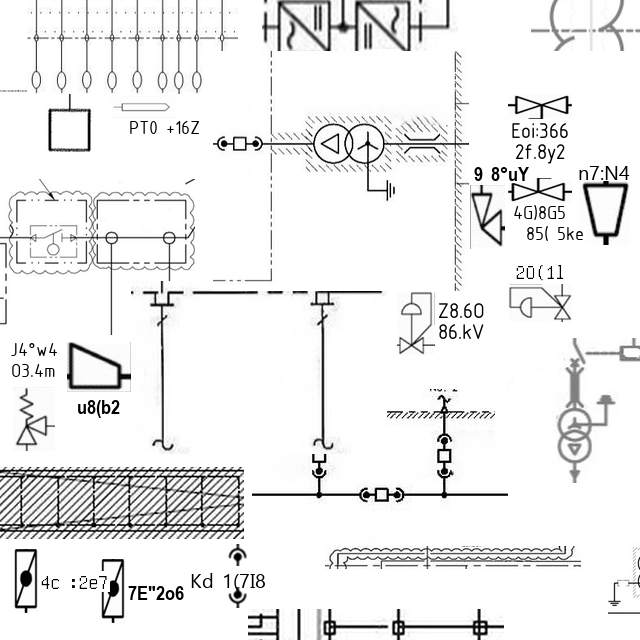 PT0 +16Z
Eoi:366
2f.8y2
9 8°uY
n7:N4
4G)8G5
85( 5ke
20(1l
Z8.60
86.kV
J4°w4
03.4m
u8(b2
4c :2e7
7E"2o6
Kd 1(7I8